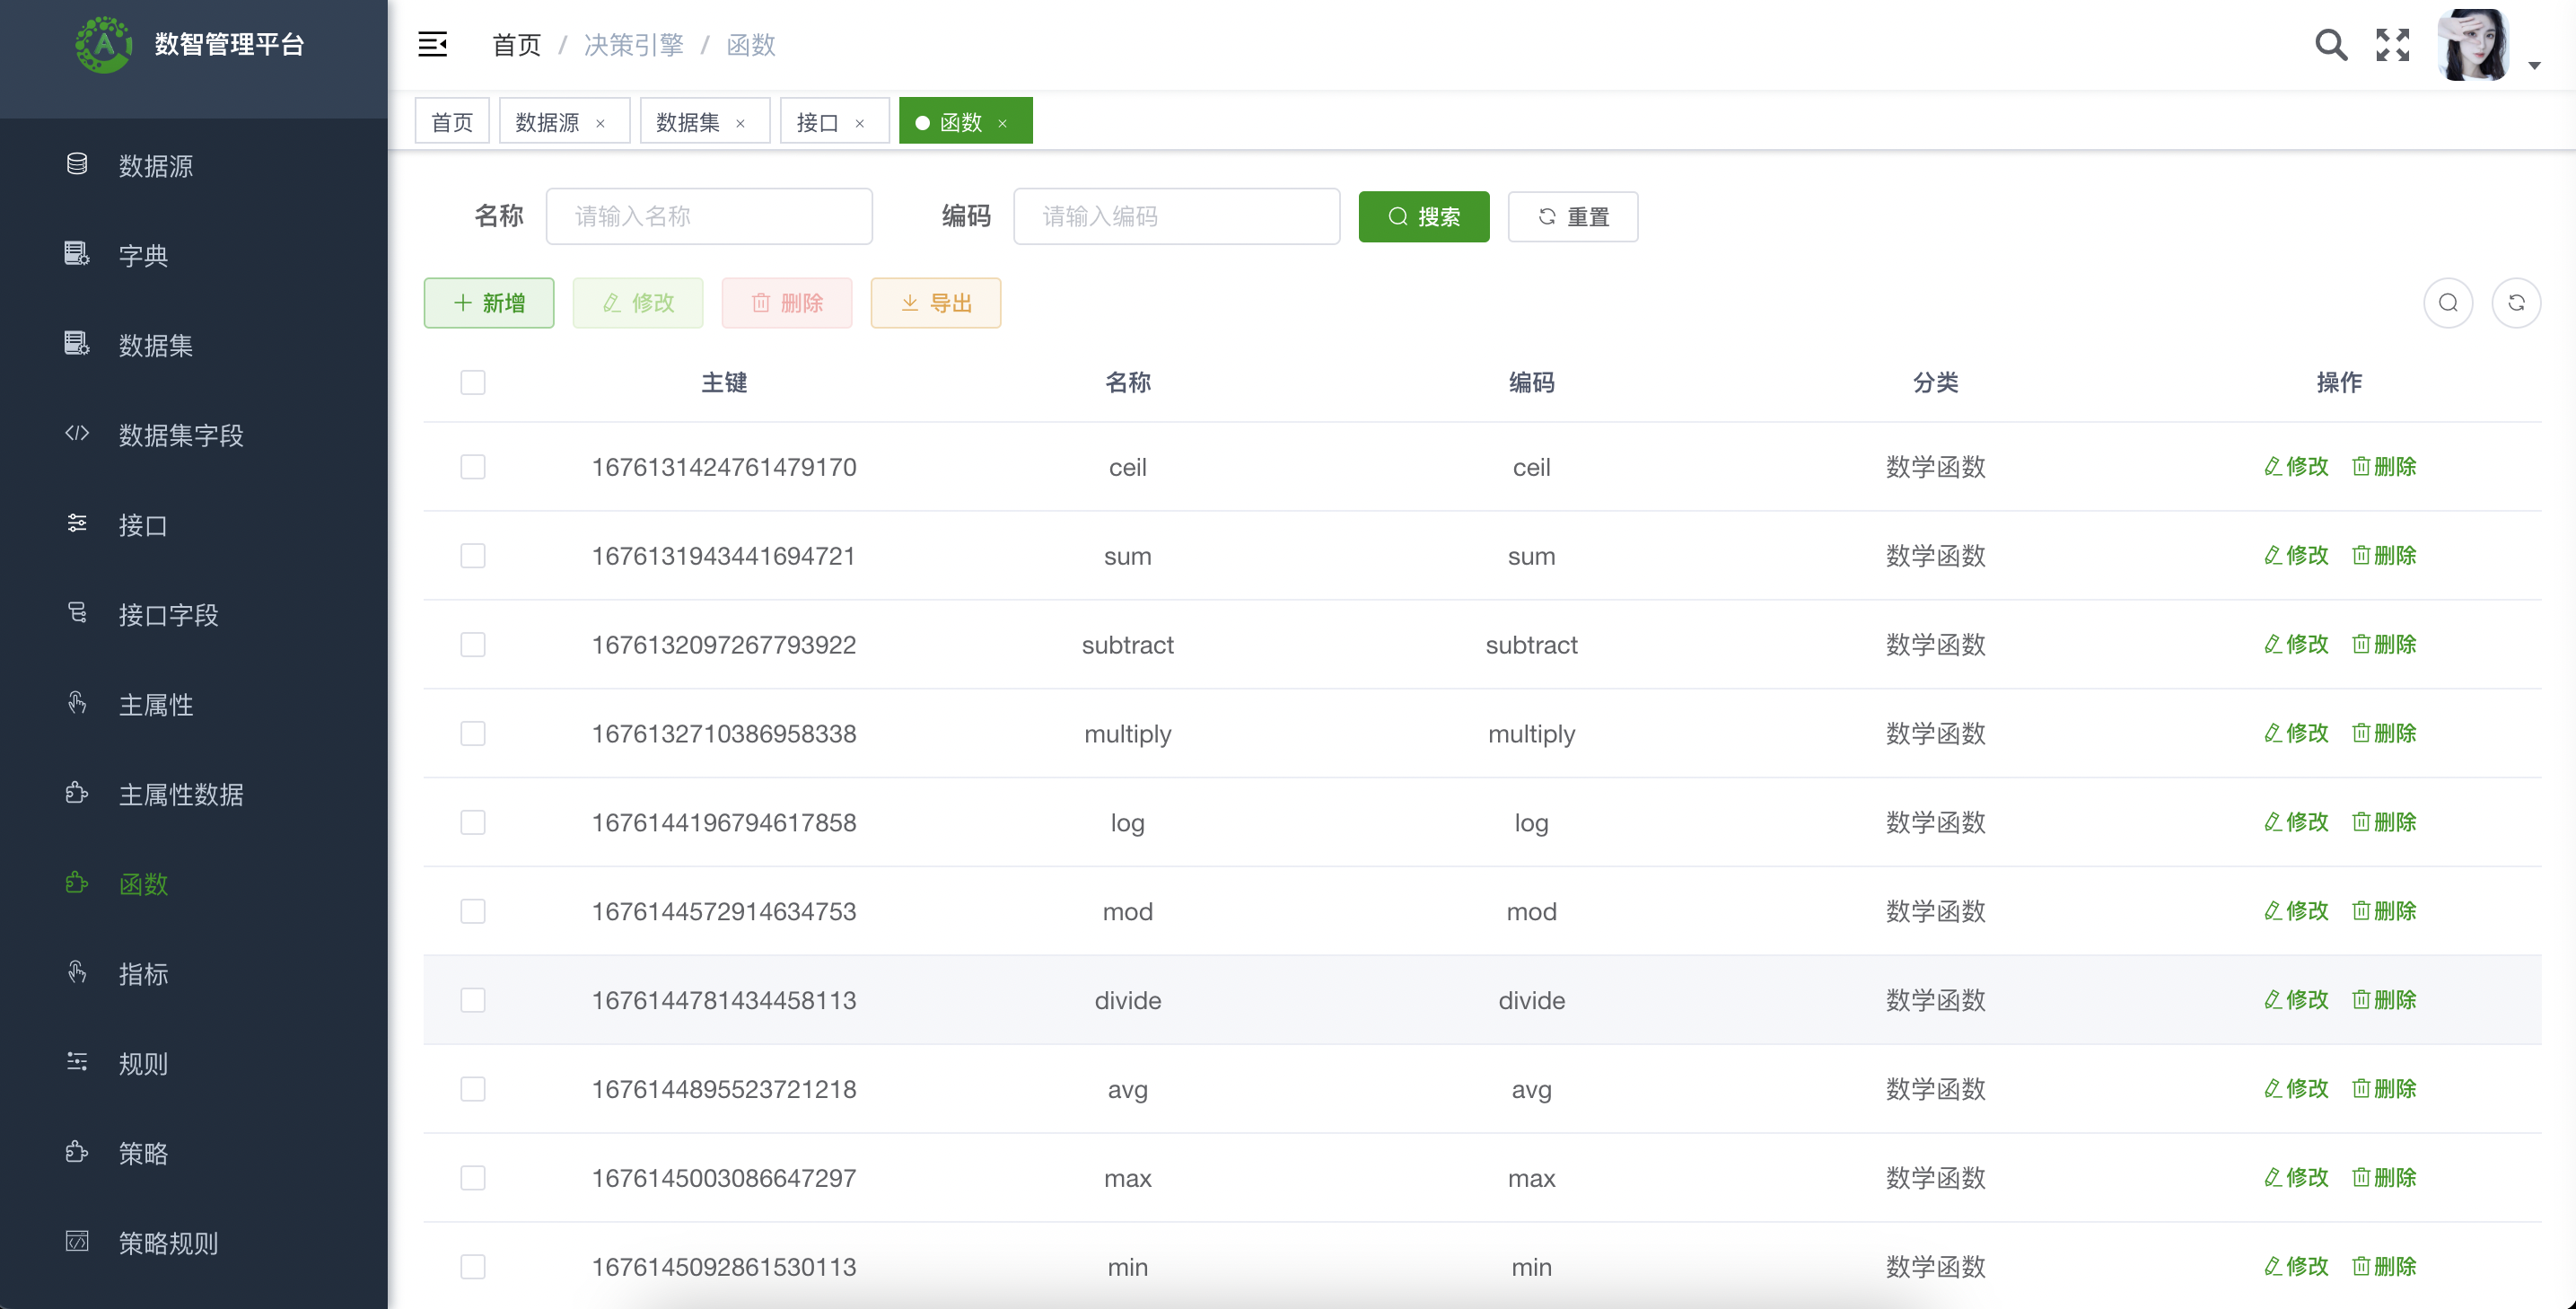 数智管理平台
首页 / 决策引擎 / 函数
首页 数据源 × 数据集 × 接口 × 函数 ×
数据源
字典
数据集
数据集字段
接口
接口字段
主属性
主属性数据
函数
指标
规则
策略
策略规则
名称 请输入名称 编码 请输入编码 搜索 重置
新增 修改 删除 导出
主键 名称 编码 分类 操作
1676131424761479170 ceil ceil 数学函数 修改 删除
1676131943441694721 sum sum 数学函数 修改 删除
1676132097267793922 subtract subtract 数学函数 修改 删除
1676132710386958338 multiply multiply 数学函数 修改 删除
1676144196794617858 log log 数学函数 修改 删除
1676144572914634753 mod mod 数学函数 修改 删除
1676144781434458113 divide divide 数学函数 修改 删除
1676144895523721218 avg avg 数学函数 修改 删除
1676145003086647297 max max 数学函数 修改 删除
1676145092861530113 min min 数学函数 修改 删除